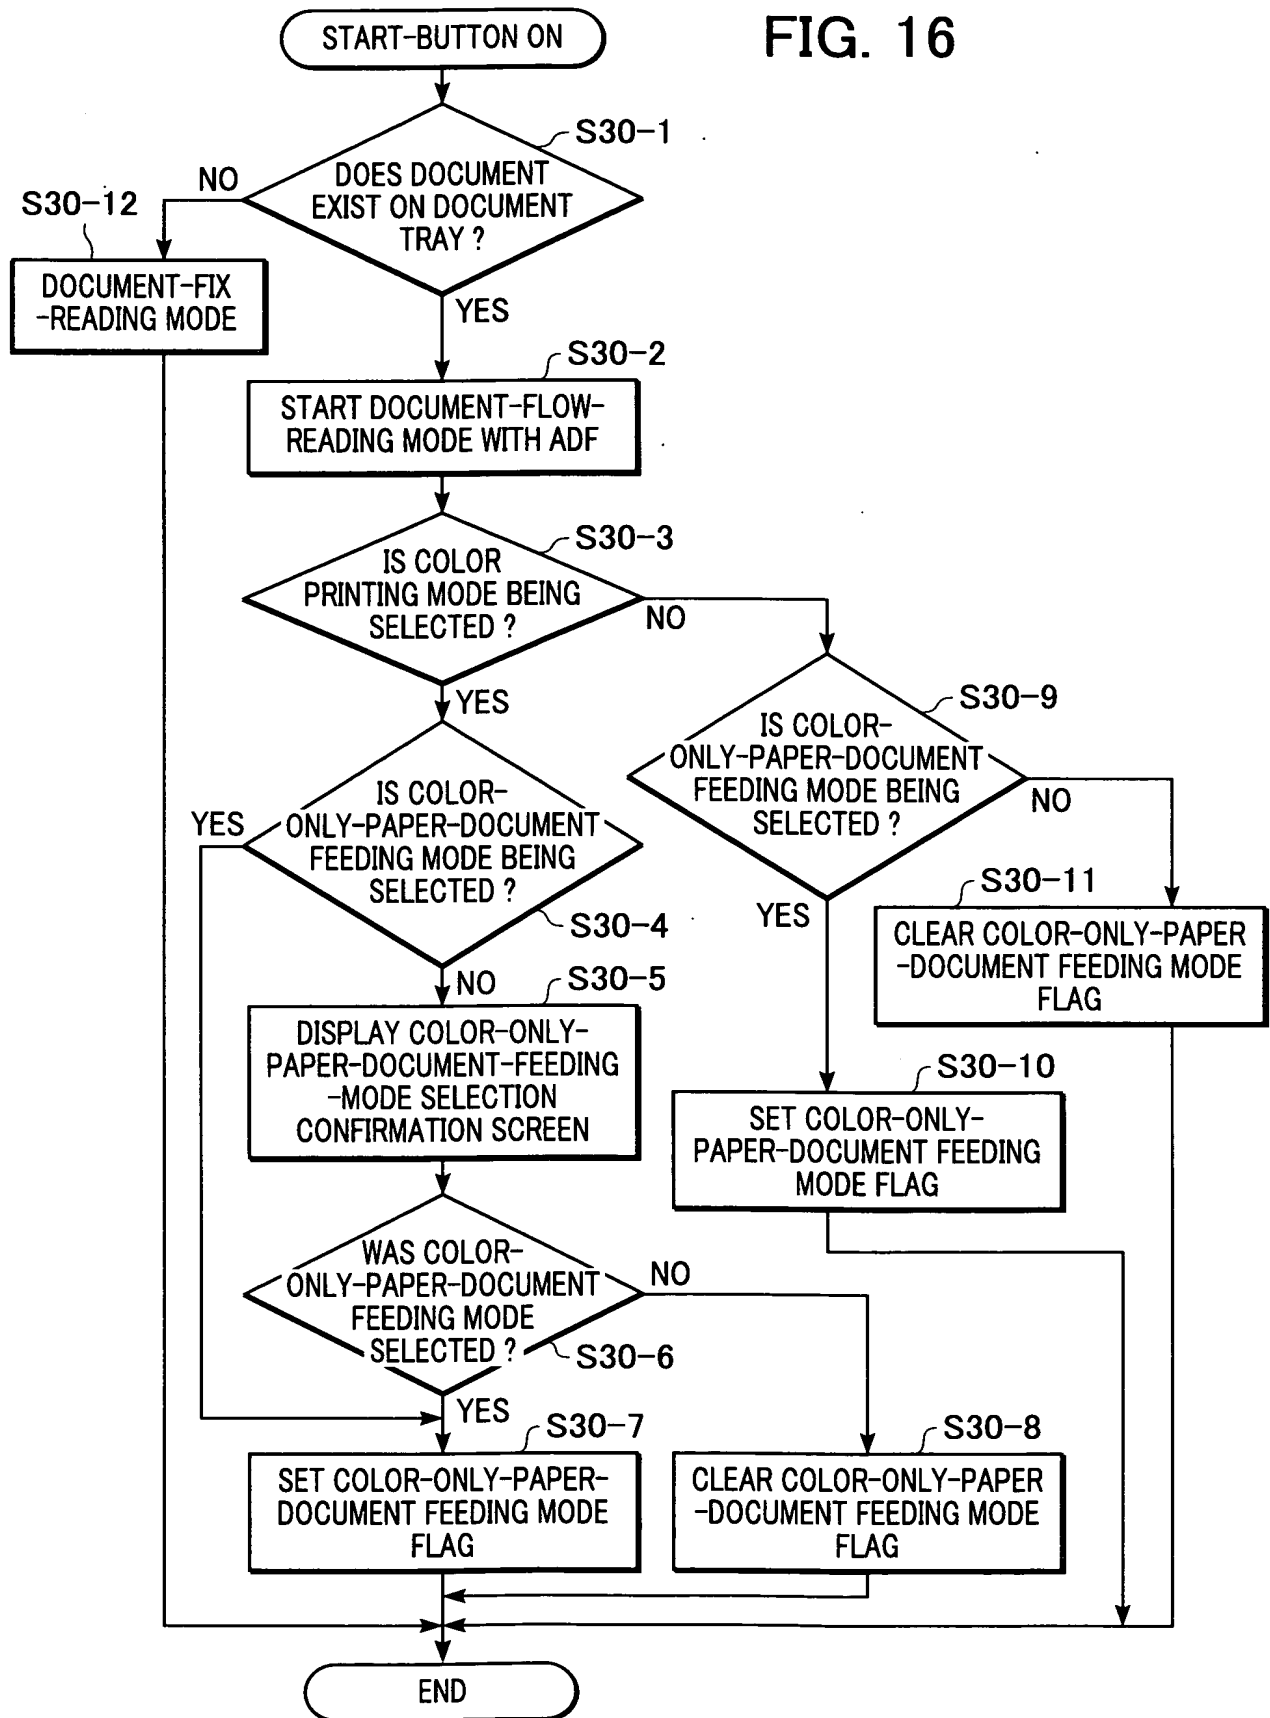 START-BUTTON ON
FIG. 16
S30-1
DOES DOCUMENT
EXIST ON DOCUMENT
TRAY ?
NO
S30-12
DOCUMENT-FIX
-READING MODE
YES
S30-2
START DOCUMENT-FLOW-
READING MODE WITH ADF
S30-3
IS COLOR
PRINTING MODE BEING
SELECTED ?
NO
YES
S30-9
IS COLOR-
ONLY-PAPER-DOCUMENT
FEEDING MODE BEING
SELECTED ?
NO
YES
IS COLOR-
ONLY-PAPER-DOCUMENT
FEEDING MODE BEING
SELECTED ?
YES
S30-4
NO
S30-11
CLEAR COLOR-ONLY-PAPER
-DOCUMENT FEEDING MODE
FLAG
S30-5
DISPLAY COLOR-ONLY-
PAPER-DOCUMENT-FEEDING
-MODE SELECTION
CONFIRMATION SCREEN
S30-10
SET COLOR-ONLY-
PAPER-DOCUMENT FEEDING
MODE FLAG
WAS COLOR-
ONLY-PAPER-DOCUMENT
FEEDING MODE
SELECTED ?
NO
S30-6
YES
S30-7
SET COLOR-ONLY-PAPER-
DOCUMENT FEEDING MODE
FLAG
S30-8
CLEAR COLOR-ONLY-PAPER
-DOCUMENT FEEDING MODE
FLAG
END